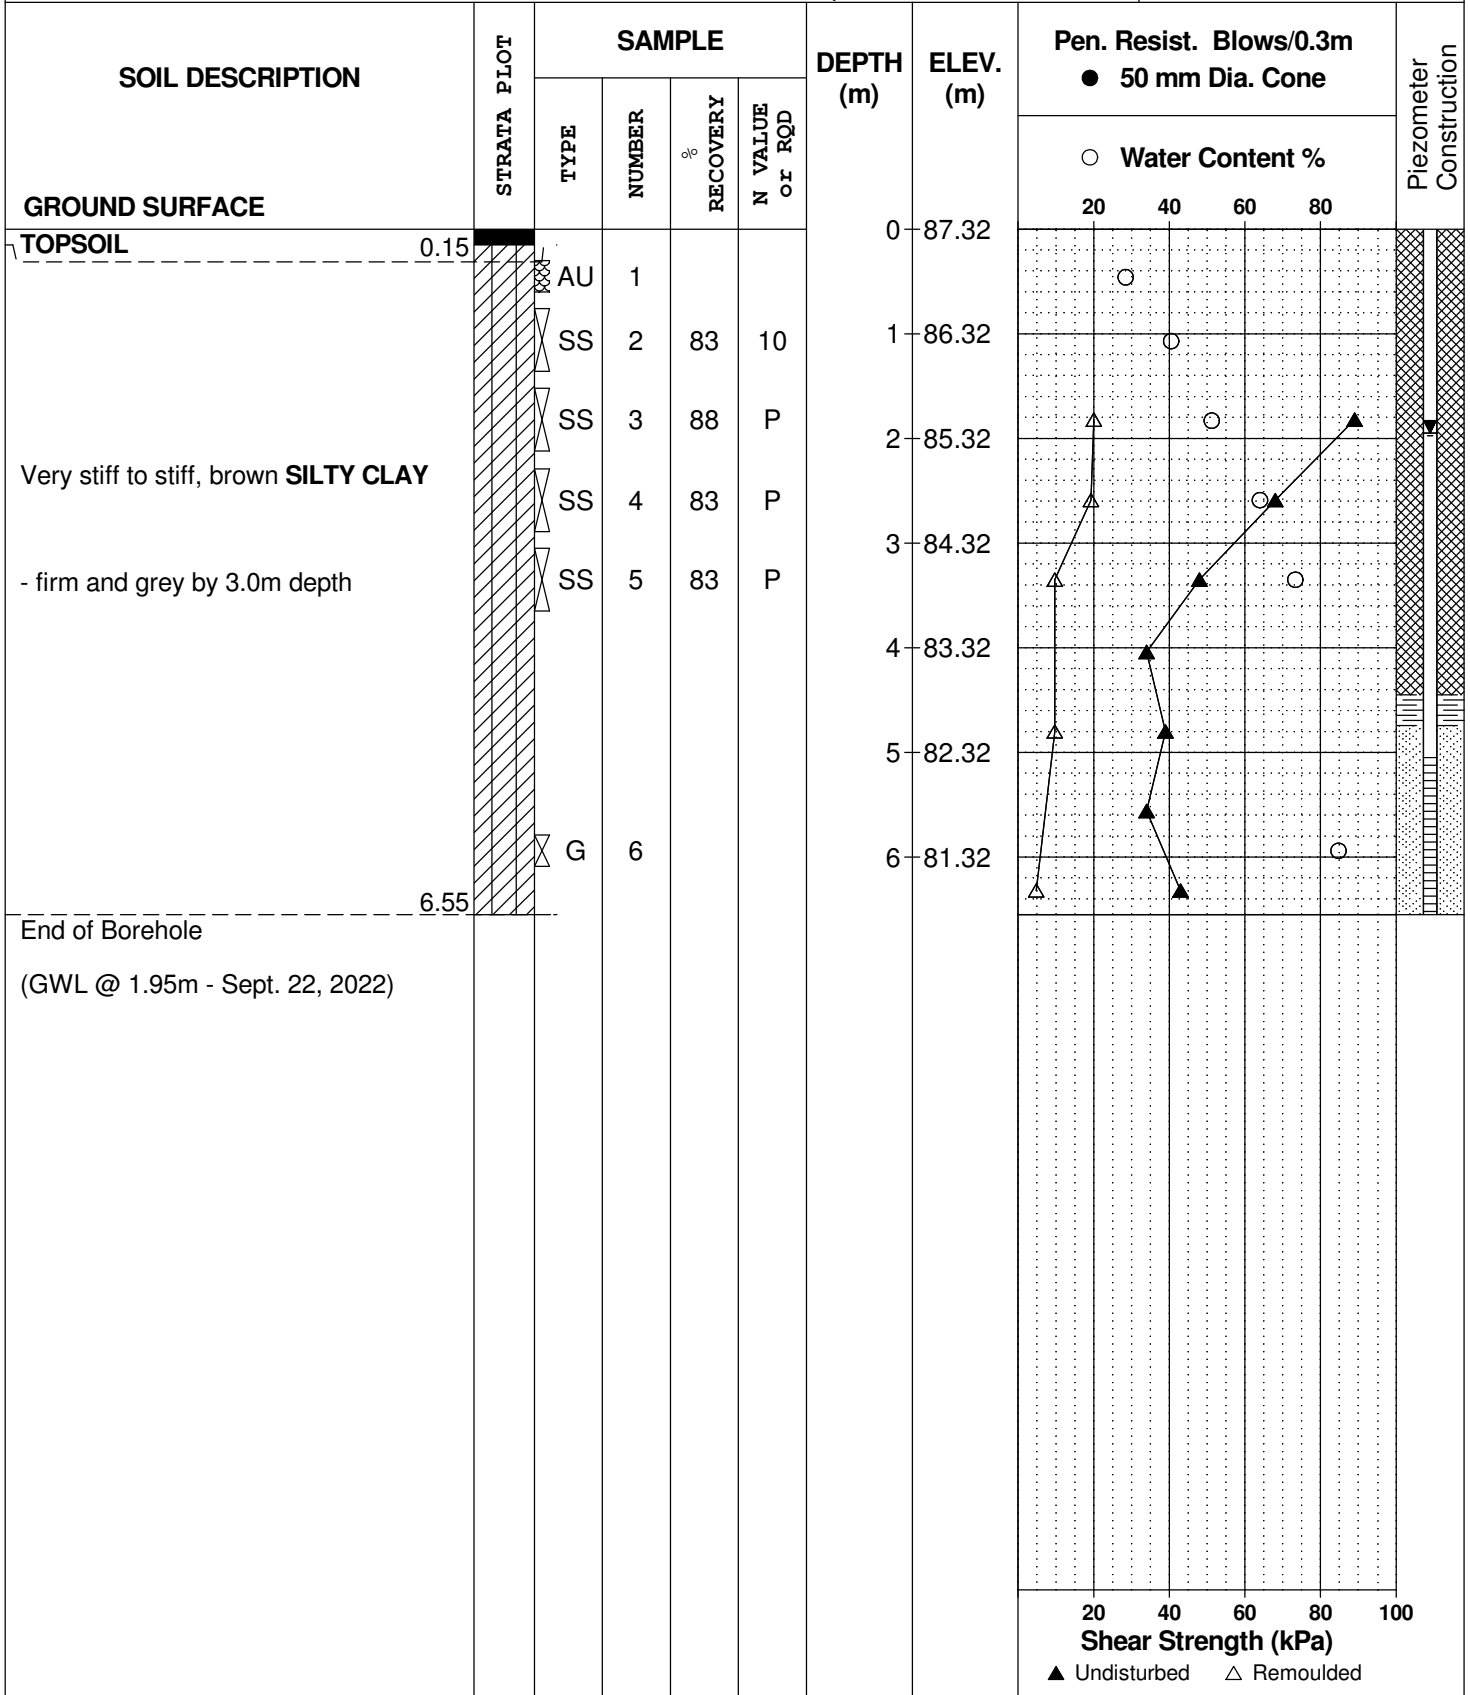 SOIL DESCRIPTION
GROUND SURFACE
STRATA PLOT
SAMPLE
TYPE
NUMBER
%
RECOVERY
N VALUE
or RQD
DEPTH
(m)
ELEV.
(m)
Pen. Resist. Blows/0.3m
● 50 mm Dia. Cone
○ Water Content %
20 40 60 80
Piezometer
Construction
TOPSOIL 0.15
0 87.32
AU 1
SS 2 83 10
1 86.32
SS 3 88 P
2 85.32
Very stiff to stiff, brown SILTY CLAY
SS 4 83 P
3 84.32
- firm and grey by 3.0m depth
SS 5 83 P
4 83.32
5 82.32
G 6
6 81.32
6.55
End of Borehole
(GWL @ 1.95m - Sept. 22, 2022)
20 40 60 80 100
Shear Strength (kPa)
▲ Undisturbed △ Remoulded